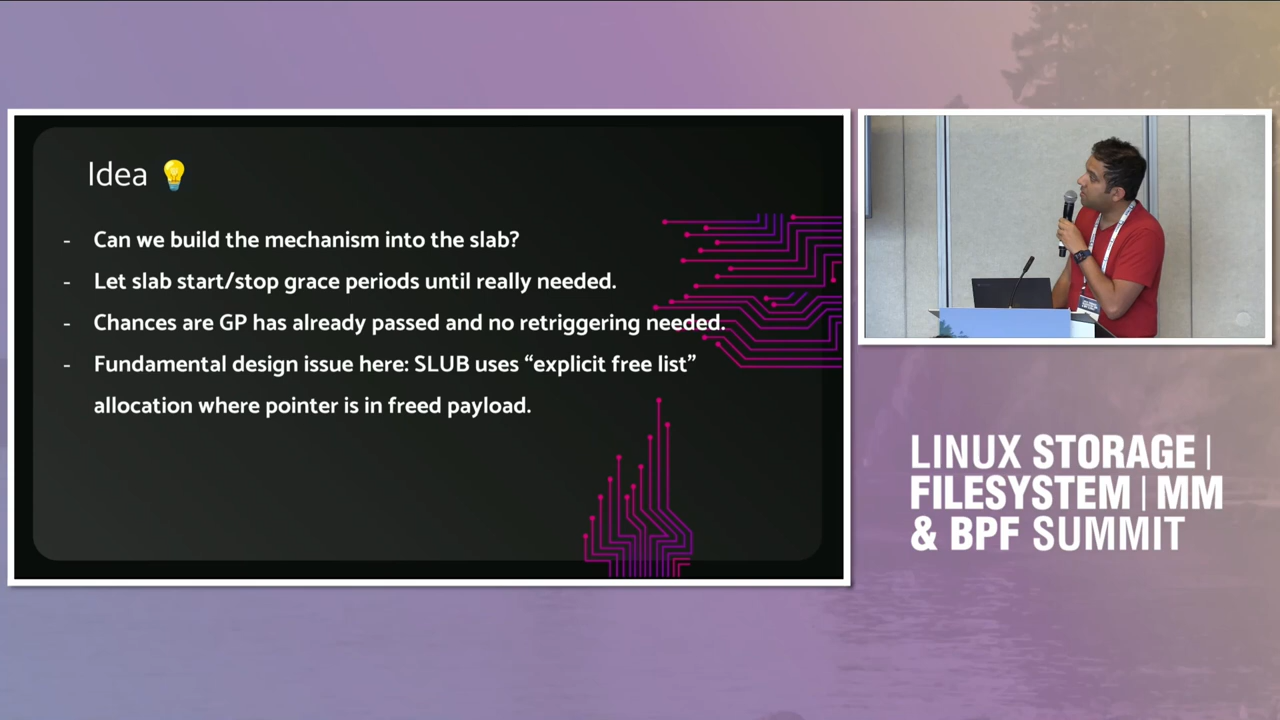 Idea 💡
- Can we build the mechanism into the slab?
- Let slab start/stop grace periods until really needed.
- Chances are GP has already passed and no retriggering needed.
- Fundamental design issue here: SLUB uses “explicit free list”
allocation where pointer is in freed payload.
LINUX STORAGE |
FILESYSTEM | MM
& BPF SUMMIT